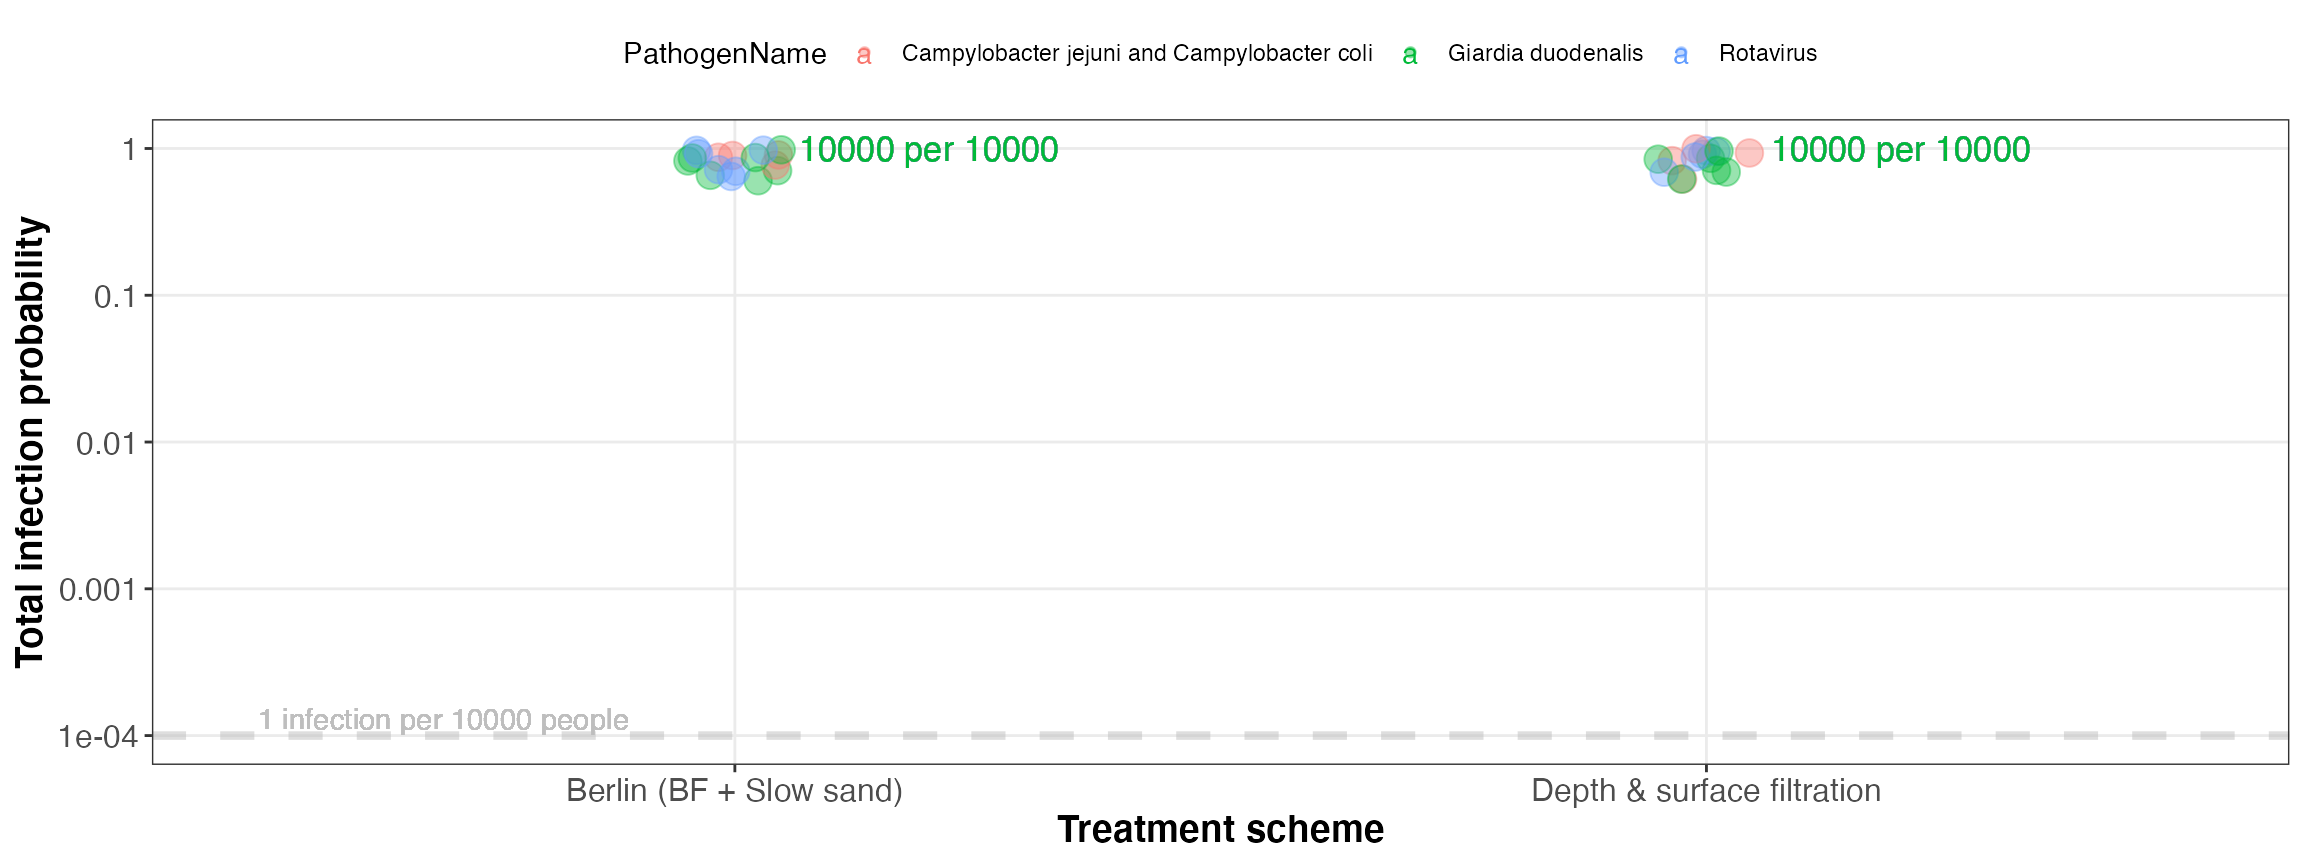 PathogenName a Campylobacter jejuni and Campylobacter coli a Giardia duodenalis a Rotavirus
1
10000 per 10000
10000 per 10000
0.1
0.01
0.001
1e-04
1 infection per 10000 people
Total infection probability
Berlin (BF + Slow sand)
Depth & surface filtration
Treatment scheme